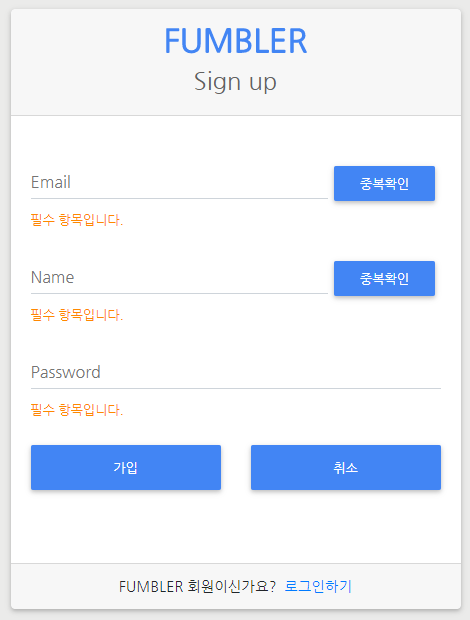 FUMBLER
Sign up
Email 중복확인
필수 항목입니다.
Name 중복확인
필수 항목입니다.
Password
필수 항목입니다.
가입 취소
FUMBLER 회원이신가요? 로그인하기